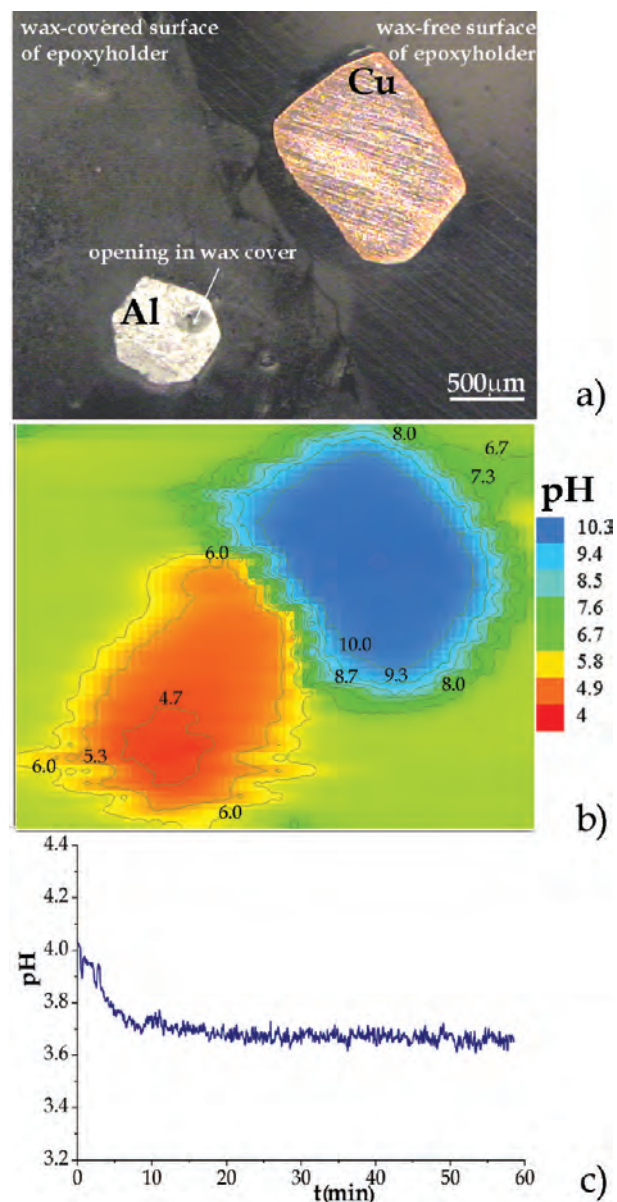 wax-covered surface
of epoxyholder
wax-free surface
of epoxyholder
Cu
opening in wax cover
Al
500μm
a)
8.0
6.7
7.3
pH
10.3
9.4
8.5
7.6
6.7
5.8
4.9
4
6.0
10.0
8.7
9.3
8.0
4.7
5.3
6.0
6.0
b)
4.4
4.2
4.0
3.8
3.6
3.4
3.2
pH
0
10
20
30
40
50
60
t(min)
c)